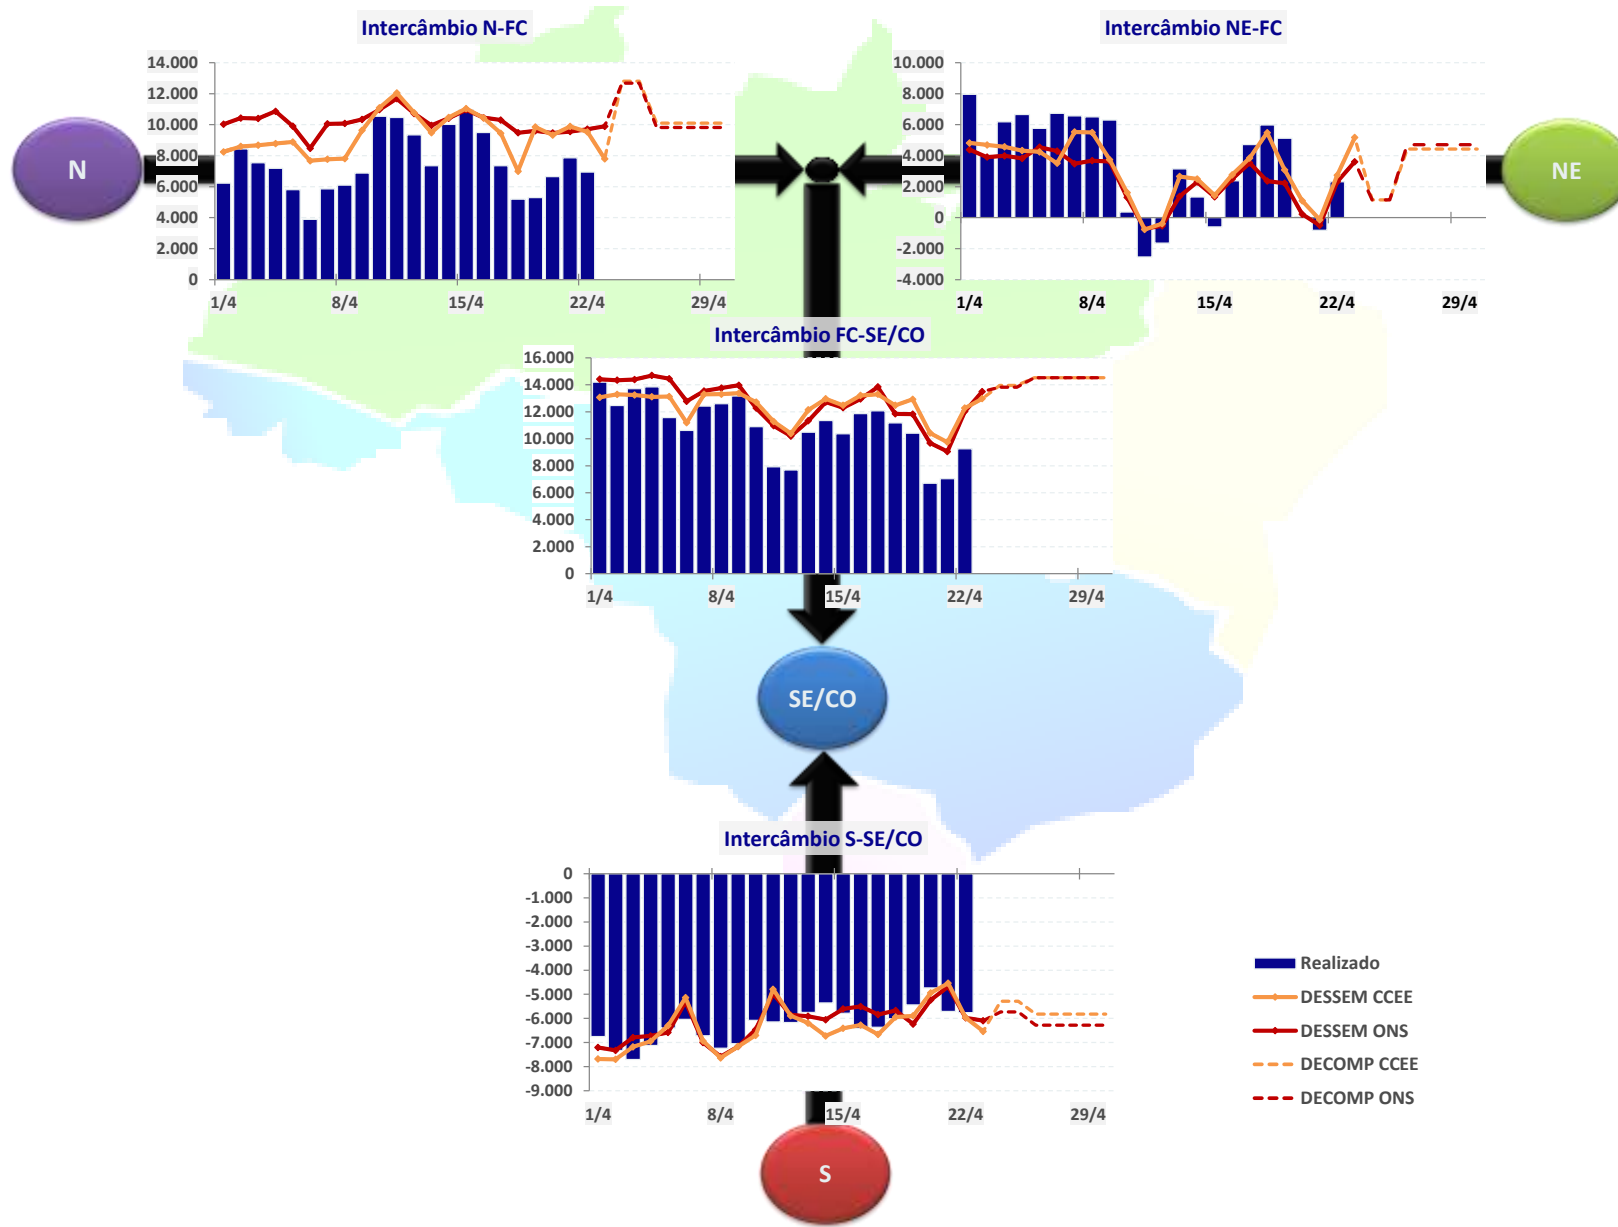 Intercâmbio N-FC
14.000
12.000
10.000
8.000
6.000
4.000
2.000
0
1/4 8/4 15/4 22/4 29/4
Intercâmbio NE-FC
10.000
8.000
6.000
4.000
2.000
0
-2.000
-4.000
1/4 8/4 15/4 22/4 29/4
N
NE
Intercâmbio FC-SE/CO
16.000
14.000
12.000
10.000
8.000
6.000
4.000
2.000
0
1/4 8/4 15/4 22/4 29/4
SE/CO
Intercâmbio S-SE/CO
0
-1.000
-2.000
-3.000
-4.000
-5.000
-6.000
-7.000
-8.000
-9.000
1/4 8/4 15/4 22/4 29/4
Realizado
DESSEM CCEE
DESSEM ONS
DECOMP CCEE
DECOMP ONS
S